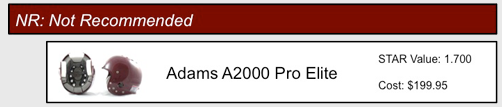 NR: Not Recommended
STAR Value: 1.700
Adams A2000 Pro Elite
Cost: $199.95